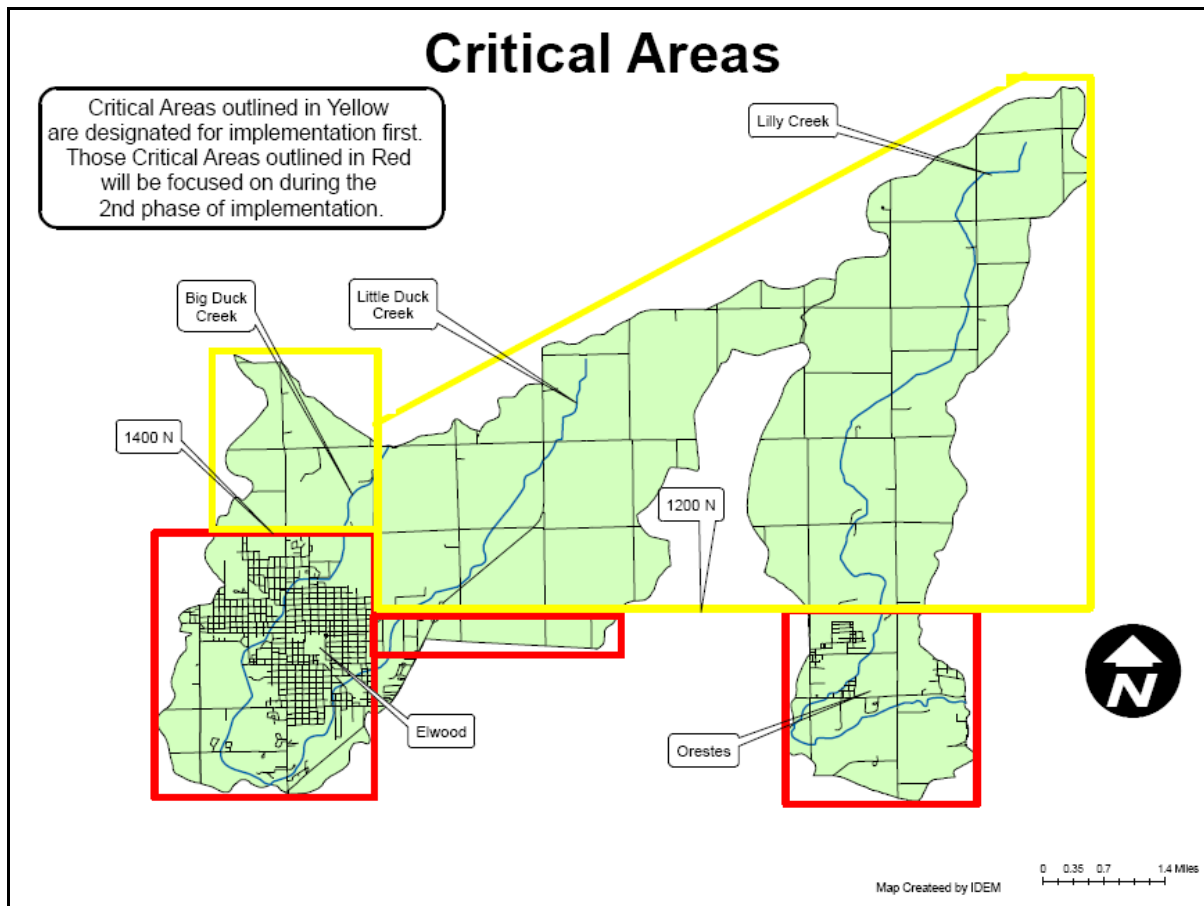 Critical Areas
Critical Areas outlined in Yellow
are designated for implementation first.
Those Critical Areas outlined in Red
will be focused on during the
2nd phase of implementation.
Lilly Creek
Big Duck
Creek
Little Duck
Creek
1400 N
1200 N
Elwood
Orestes
N
0 0.35 0.7 1.4 Miles
Map Createed by IDEM